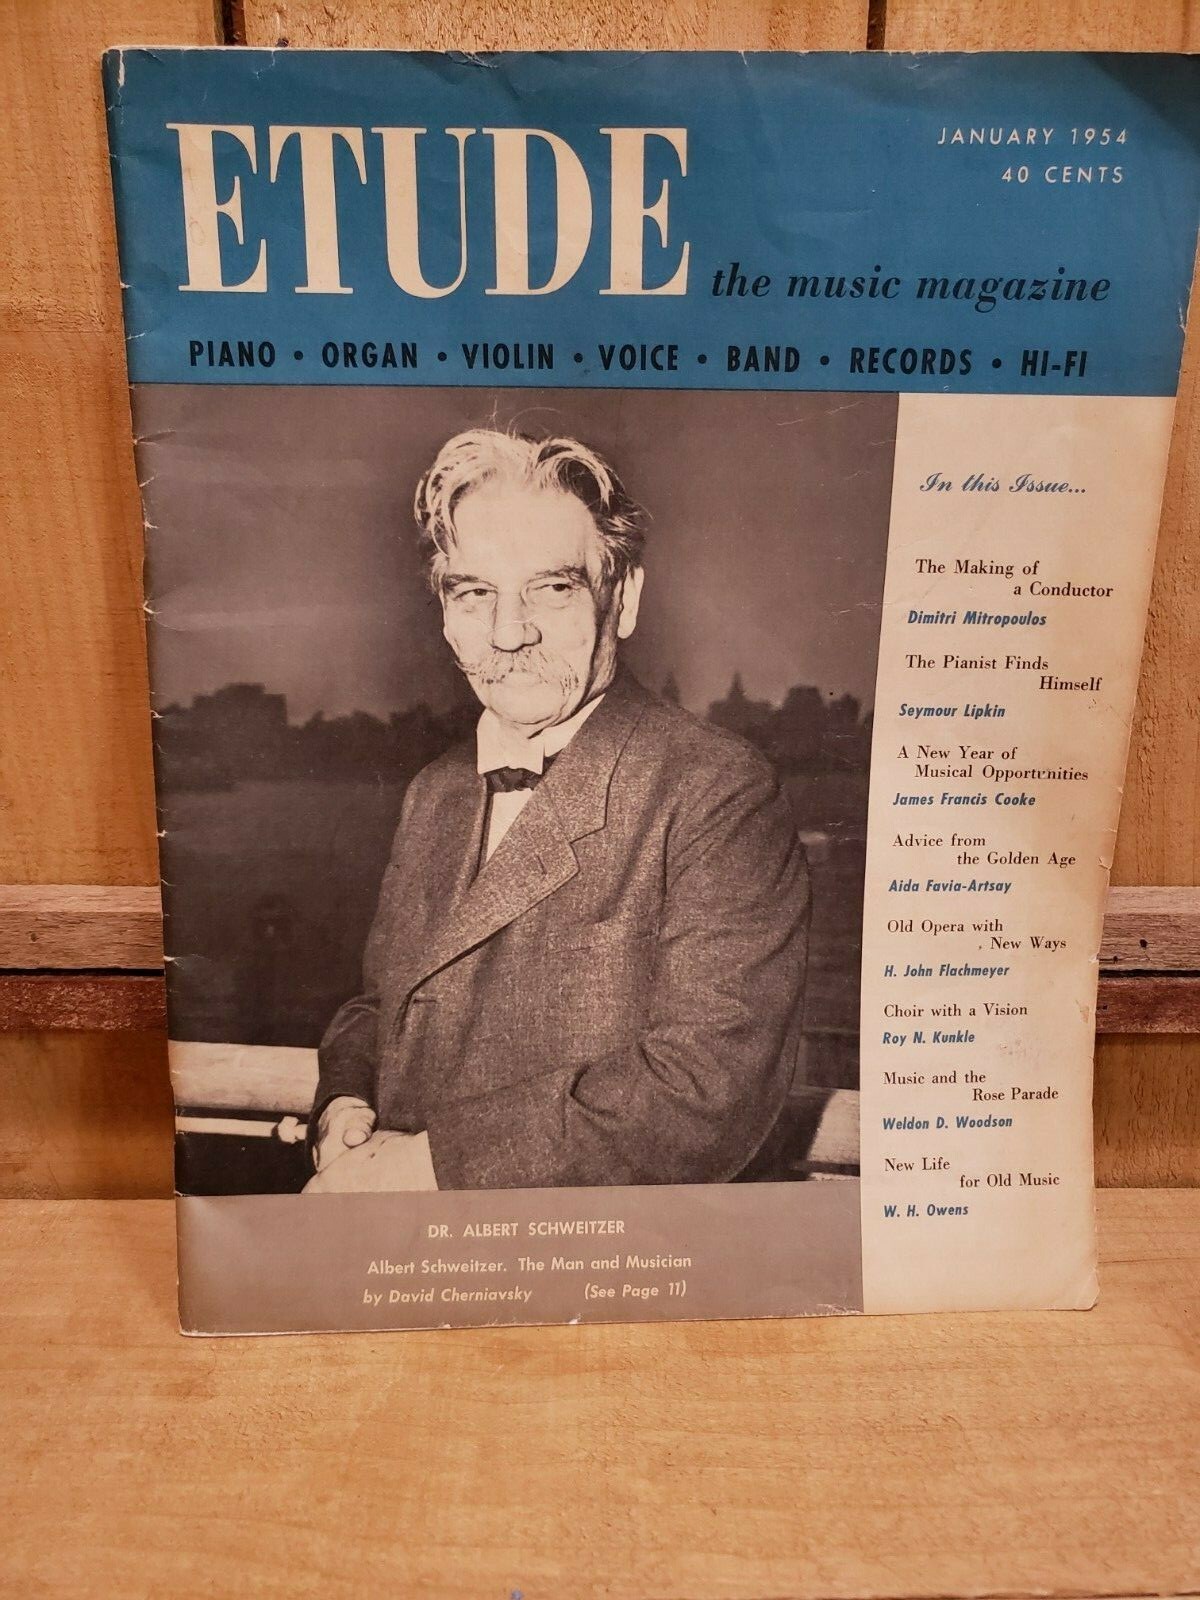 ETUDE
JANUARY 1954
40 CENTS
the music magazine
PIANO • ORGAN • VIOLIN • VOICE • BAND • RECORDS • HI-FI
In this Issue...
The Making of
a Conductor
Dimitri Mitropoulos
The Pianist Finds
Himself
Seymour Lipkin
A New Year of
Musical Opportunities
James Francis Cooke
Advice from
the Golden Age
Aida Favia-Artsay
Old Opera with
New Ways
H. John Flachmeyer
Choir with a Vision
Roy N. Kunkle
Music and the
Rose Parade
Weldon D. Woodson
New Life
for Old Music
W. H. Owens
DR. ALBERT SCHWEITZER
Albert Schweitzer. The Man and Musician
by David Cherniavsky (See Page 11)